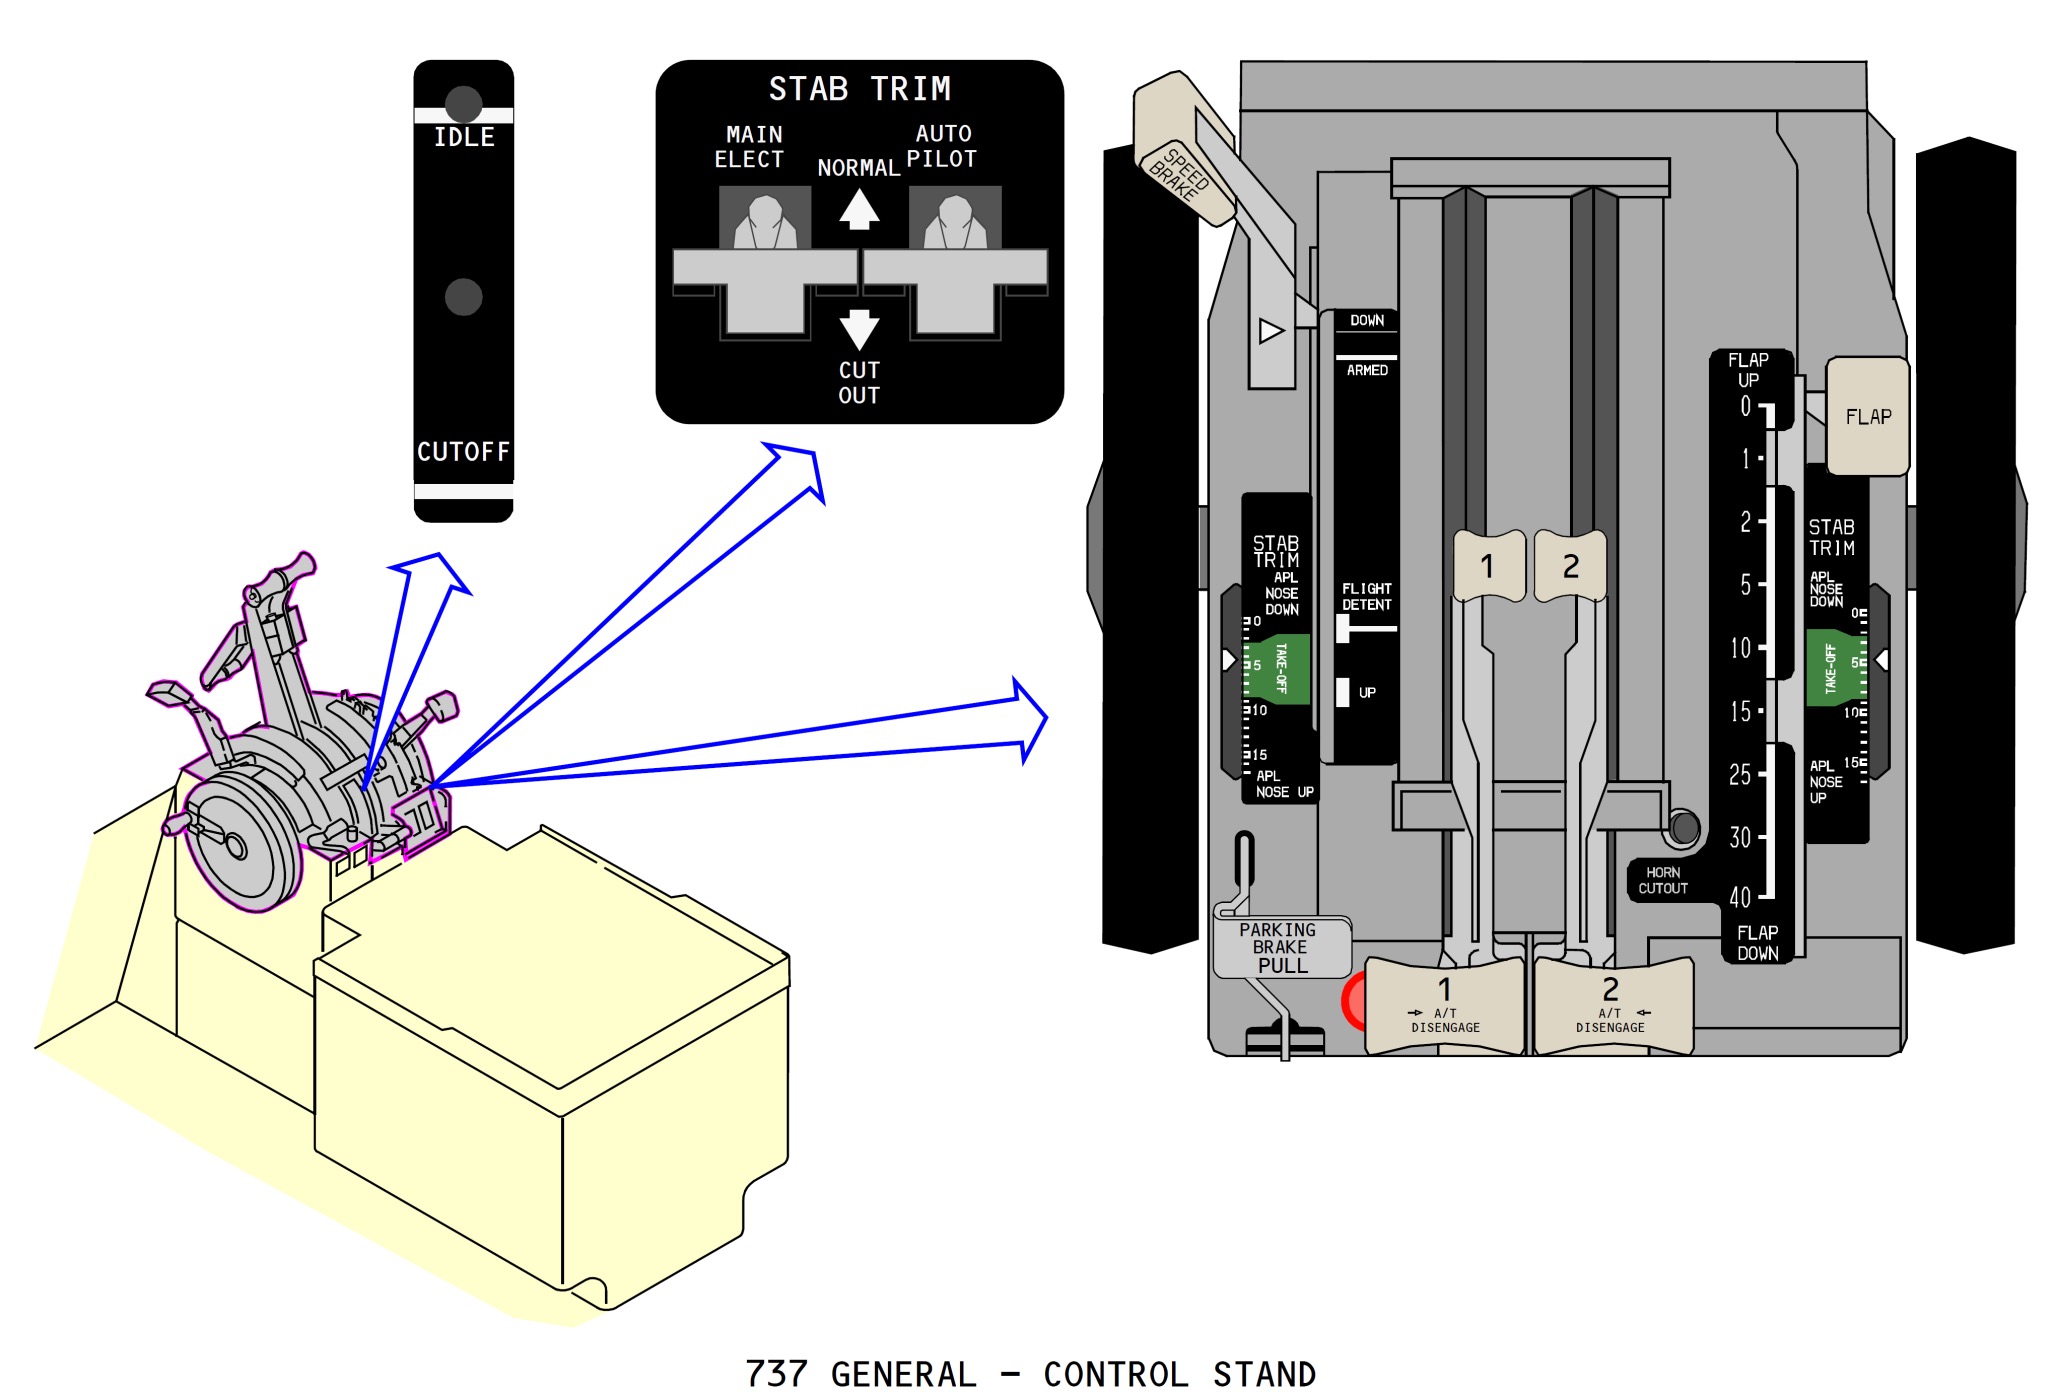 IDLE
CUTOFF
STAB TRIM
MAIN
ELECT
NORMAL
AUTO
PILOT
CUT
OUT
SPEED
BRAKE
DOWN
ARMED
FLIGHT
DETENT
UP
STAB
TRIM
APL
NOSE
DOWN
0
5
10
15
TAKE-OFF
APL
NOSE UP
1
2
FLAP
UP
0
1
2
5
10
15
25
30
40
FLAP
DOWN
FLAP
STAB
TRIM
APL
NOSE
DOWN
0
5
10
15
TAKE-OFF
APL
NOSE
UP
HORN
CUTOUT
PARKING
BRAKE
PULL
1
A/T
DISENGAGE
2
A/T
DISENGAGE
737 GENERAL – CONTROL STAND